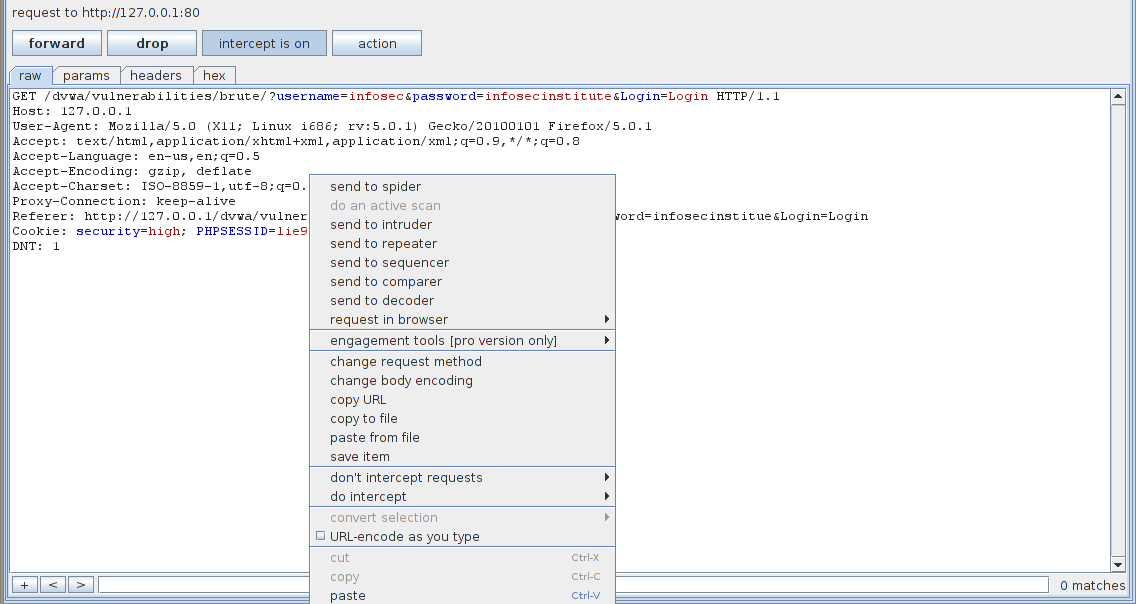 request to http://127.0.0.1:80
forward drop intercept is on action
raw params headers hex
GET /dvwa/vulnerabilities/brute/?username=infosec&password=infosecinstitute&Login=Login HTTP/1.1
Host: 127.0.0.1
User-Agent: Mozilla/5.0 (X11; Linux i686; rv:5.0.1) Gecko/20100101 Firefox/5.0.1
Accept: text/html,application/xhtml+xml,application/xml;q=0.9,*/*;q=0.8
Accept-Language: en-us,en;q=0.5
Accept-Encoding: gzip, deflate
Accept-Charset: ISO-8859-1,utf-8;q=0.
Proxy-Connection: keep-alive
Referer: http://127.0.0.1/dvwa/vulner word=infosecinstitue&Login=Login
Cookie: security=high; PHPSESSID=lie9
DNT: 1
send to spider
do an active scan
send to intruder
send to repeater
send to sequencer
send to comparer
send to decoder
request in browser
engagement tools [pro version only]
change request method
change body encoding
copy URL
copy to file
paste from file
save item
don't intercept requests
do intercept
convert selection
URL-encode as you type
cut Ctrl-X
copy Ctrl-C
paste Ctrl-V
+ < > 0 matches